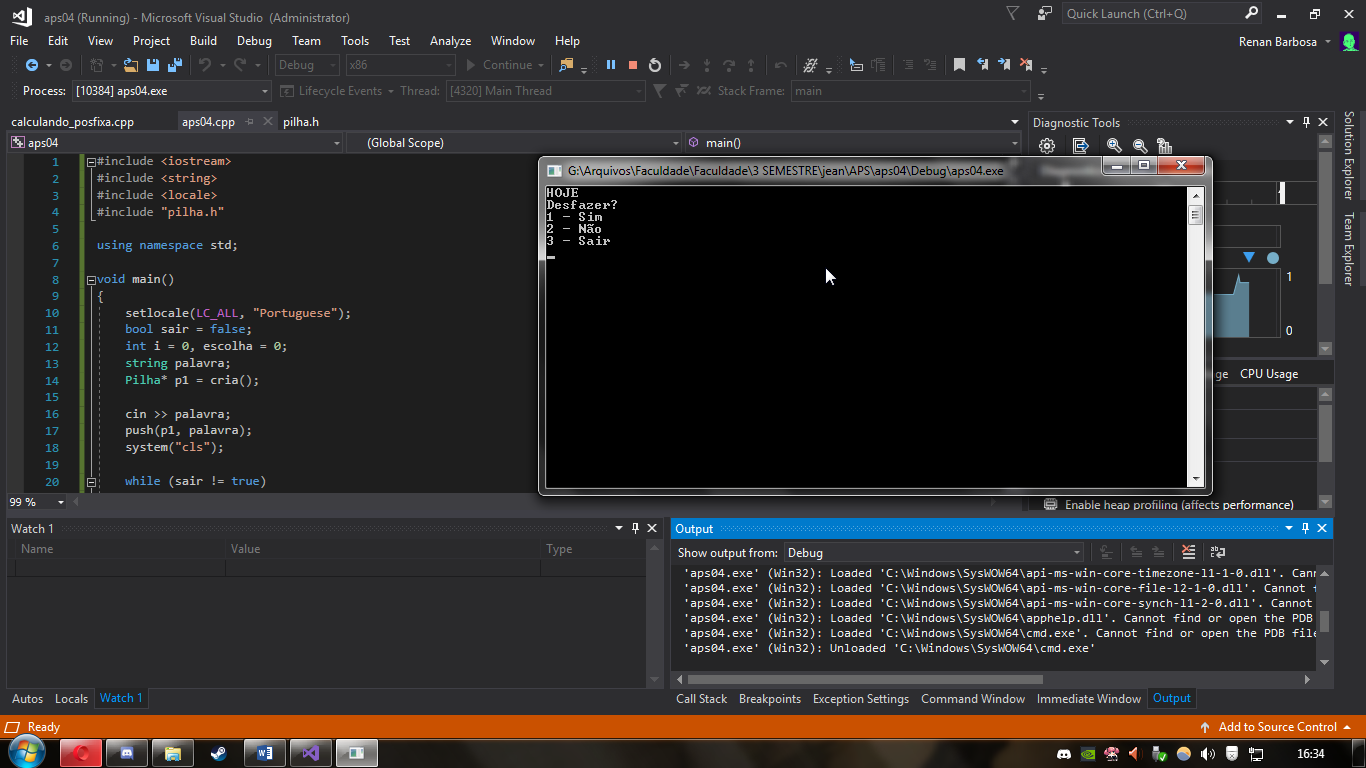 aps04 (Running) - Microsoft Visual Studio (Administrator)
Quick Launch (Ctrl+Q)
File Edit View Project Build Debug Team Tools Test Analyze Window Help
Renan Barbosa
Debug x86 Continue
Process: [10384] aps04.exe Lifecycle Events Thread: [4320] Main Thread Stack Frame: main
calculando_posfixa.cpp aps04.cpp pilha.h
Diagnostic Tools
aps04 (Global Scope) main()
1 #include <iostream>
2 #include <string>
3 #include <locale>
4 #include "pilha.h"
5
6 using namespace std;
7
8 void main()
9 {
10 setlocale(LC_ALL, "Portuguese");
11 bool sair = false;
12 int i = 0, escolha = 0;
13 string palavra;
14 Pilha* p1 = cria();
15
16 cin >> palavra;
17 push(p1, palavra);
18 system("cls");
19
20 while (sair != true)
99 %
G:\Arquivos\Faculdade\Faculdade\3 SEMESTRE\jean\APS\aps04\Debug\aps04.exe
HOJE
Desfazer?
1 - Sim
2 - Não
3 - Sair
1
0
ge CPU Usage
Enable heap profiling (affects performance)
Solution Explorer
Team Explorer
Watch 1
Name Value Type
Autos Locals Watch 1
Output
Show output from: Debug
'aps04.exe' (Win32): Loaded 'C:\Windows\SysWOW64\api-ms-win-core-timezone-l1-1-0.dll'. Cann
'aps04.exe' (Win32): Loaded 'C:\Windows\SysWOW64\api-ms-win-core-file-l2-1-0.dll'. Cannot f
'aps04.exe' (Win32): Loaded 'C:\Windows\SysWOW64\api-ms-win-core-synch-l1-2-0.dll'. Cannot
'aps04.exe' (Win32): Loaded 'C:\Windows\SysWOW64\apphelp.dll'. Cannot find or open the PDB
'aps04.exe' (Win32): Loaded 'C:\Windows\SysWOW64\cmd.exe'. Cannot find or open the PDB file
'aps04.exe' (Win32): Unloaded 'C:\Windows\SysWOW64\cmd.exe'
Call Stack Breakpoints Exception Settings Command Window Immediate Window Output
Ready
Add to Source Control
16:34